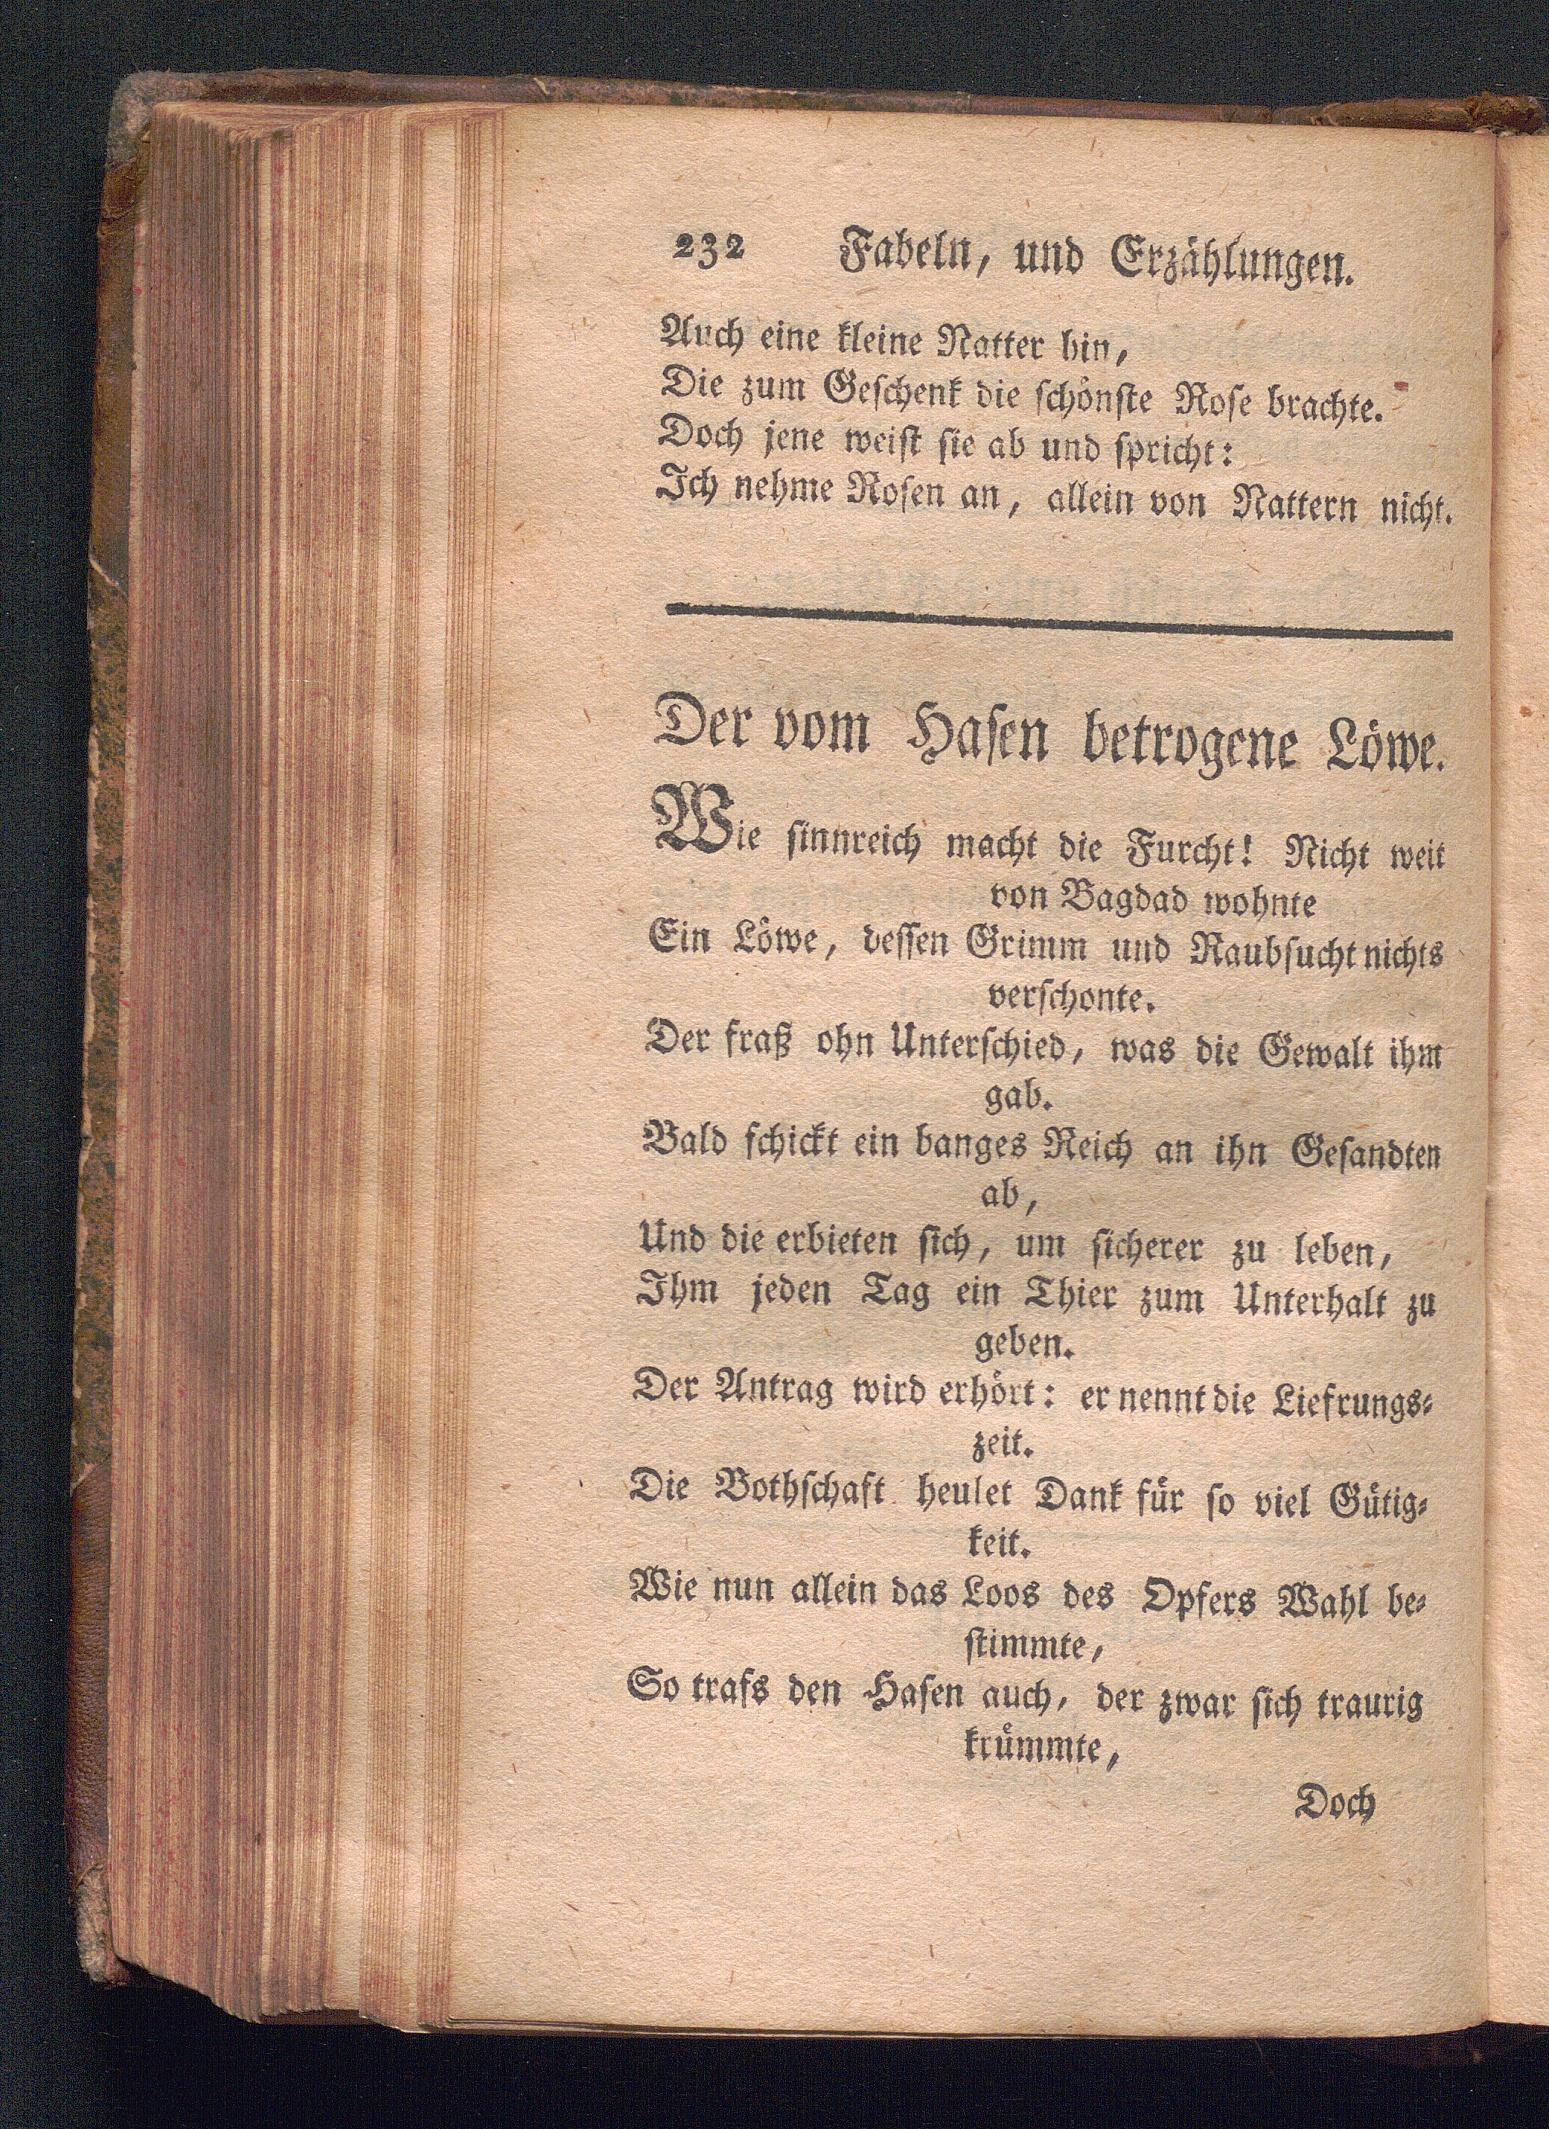 232 Fabeln, und Erzählungen.
Auch eine kleine Natter hin,
Die zum Geschenk die schönste Rose brachte.
Doch jene weist sie ab und spricht:
Ich nehme Rosen an, allein von Nattern nicht.
Der vom Hasen betrogene Löwe.
Wie sinnreich macht die Furcht! Nicht weit
von Bagdad wohnte
Ein Löwe, dessen Grimm und Raubsucht nichts
verschonte.
Der fraß ohn Unterschied, was die Gewalt ihm
gab.
Bald schickt ein banges Reich an ihn Gesandten
ab,
Und die erbieten sich, um sicherer zu leben,
Ihm jeden Tag ein Thier zum Unterhalt zu
geben.
Der Antrag wird erhört: er nennt die Liefrungs-
zeit.
Die Bothschaft heulet Dank für so viel Gütig-
keit.
Wie nun allein das Loos des Opfers Wahl be-
stimmte,
So trafs den Hasen auch, der zwar sich traurig
krümmte,
Doch